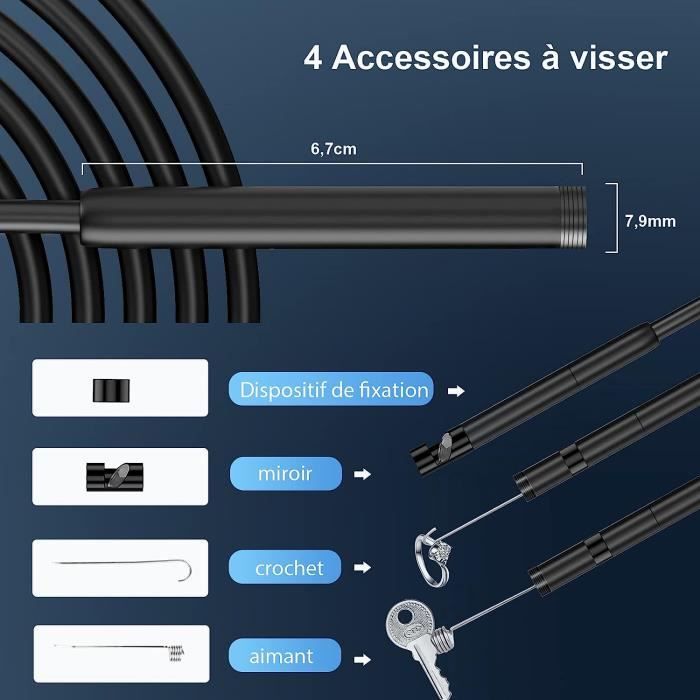 4 Accessoires à visser
6,7cm
7,9mm
Dispositif de fixation
miroir
crochet
aimant